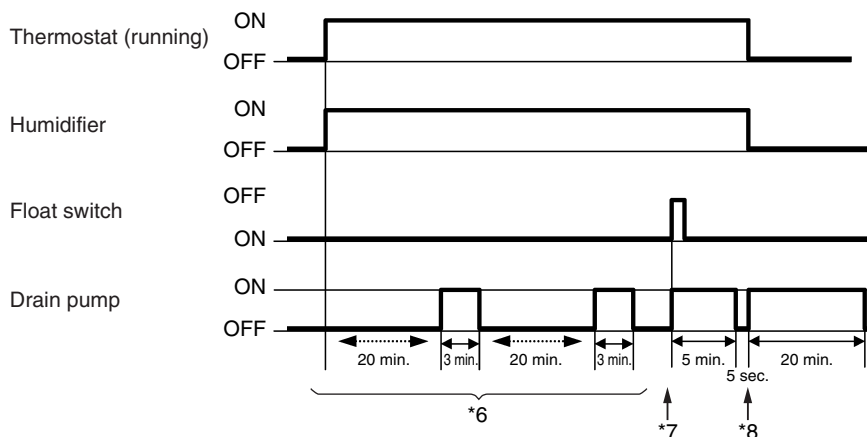 Thermostat (running)
ON
OFF
Humidifier
ON
OFF
Float switch
OFF
ON
Drain pump
ON
OFF
20 min.
3 min.
20 min.
3 min.
5 min.
5 sec.
20 min.
*6
*7
*8